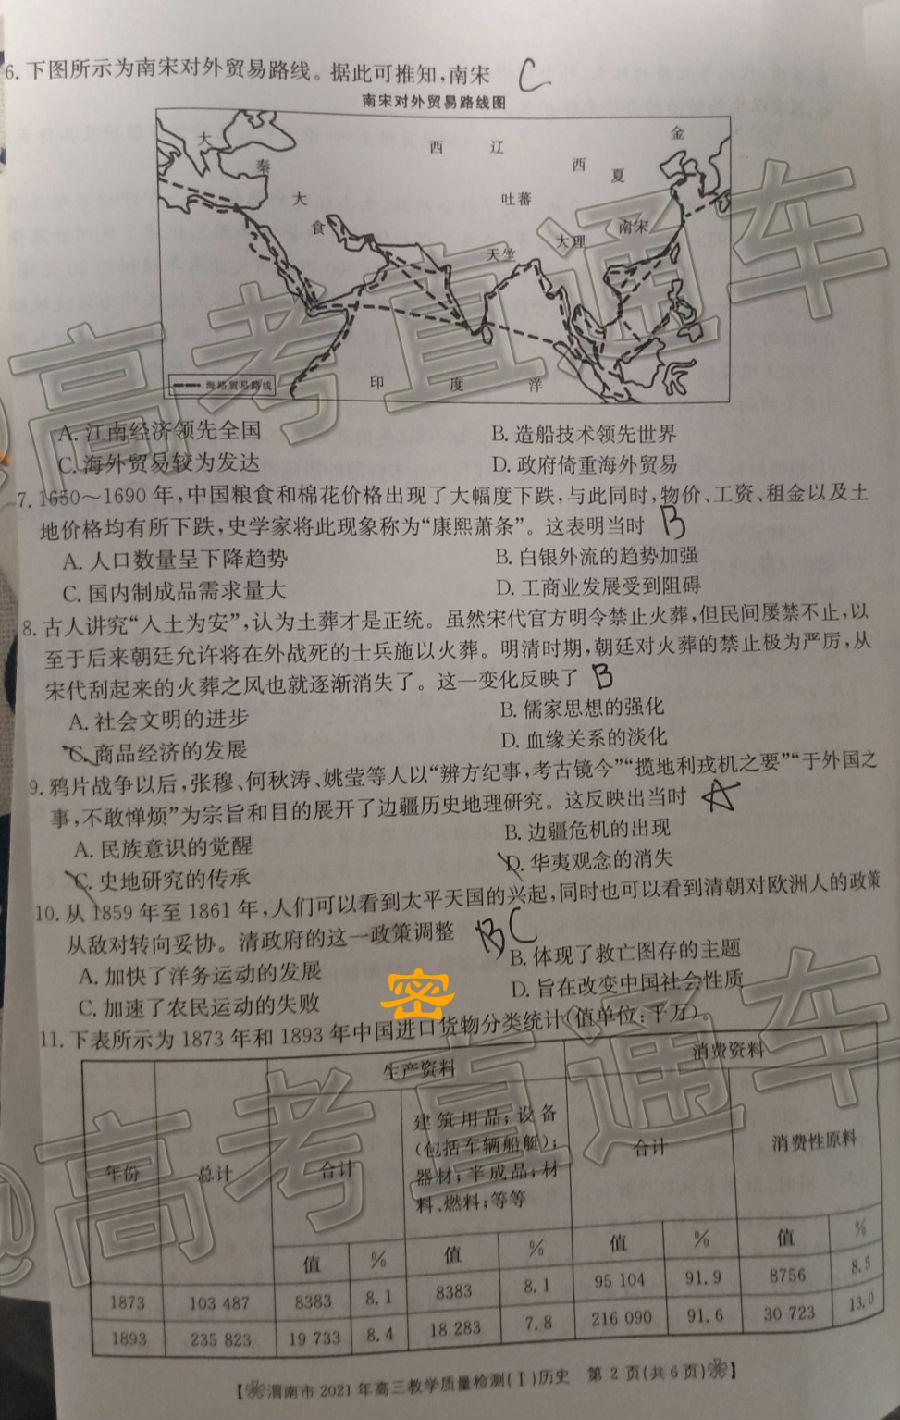 6. 下图所示为南宋对外贸易路线。据此可推知,南宋 C
南宋对外贸易路线图
大 秦 大 食 西 辽 西 夏 金
吐蕃 天竺 大理 南宋
海路贸易路线 印 度 洋
A. 江南经济领先全国 B. 造船技术领先世界
C. 海外贸易较为发达 D. 政府倚重海外贸易
7. 1650～1690 年,中国粮食和棉花价格出现了大幅度下跌,与此同时,物价、工资、租金以及土
地价格均有所下跌,史学家将此现象称为“康熙萧条”。这表明当时 B
A. 人口数量呈下降趋势 B. 白银外流的趋势加强
C. 国内制成品需求量大 D. 工商业发展受到阻碍
8. 古人讲究“入土为安”,认为土葬才是正统。虽然宋代官方明令禁止火葬,但民间屡禁不止,以
至于后来朝廷允许将在外战死的士兵施以火葬。明清时期,朝廷对火葬的禁止极为严厉,从
宋代刮起来的火葬之风也就逐渐消失了。这一变化反映了 B
A. 社会文明的进步 B. 儒家思想的强化
C. 商品经济的发展 D. 血缘关系的淡化
9. 鸦片战争以后,张穆、何秋涛、姚莹等人以“辨方纪事,考古镜今”“揽地利戎机之要”“于外国之
事,不敢惮烦”为宗旨和目的展开了边疆历史地理研究。这反映出当时 A
A. 民族意识的觉醒 B. 边疆危机的出现
C. 史地研究的传承 D. 华夷观念的消失
10. 从 1859 年至 1861 年,人们可以看到太平天国的兴起,同时也可以看到清朝对欧洲人的政策
从敌对转向妥协。清政府的这一政策调整 B C
A. 加快了洋务运动的发展 B. 体现了救亡图存的主题
C. 加速了农民运动的失败 密 D. 旨在改变中国社会性质
11. 下表所示为 1873 年和 1893 年中国进口货物分类统计(值单位:千万)。
生产资料 消费资料
年份 总计 合计 建筑用品;设备
(包括车辆船艇);
器材;半成品;材
料、燃料;等等 合计 消费性原料
值 % 值 % 值 % 值 %
1873 103 487 8383 8.1 8383 8.1 95 104 91.9 8756 8.5
1893 235 823 19 733 8.4 18 283 7.8 216 090 91.6 30 723 13.0
【渭南市 2021 年高三教学质量检测(Ⅰ)历史 第 2 页(共 6 页)】
@高考直通车
@高考直通车